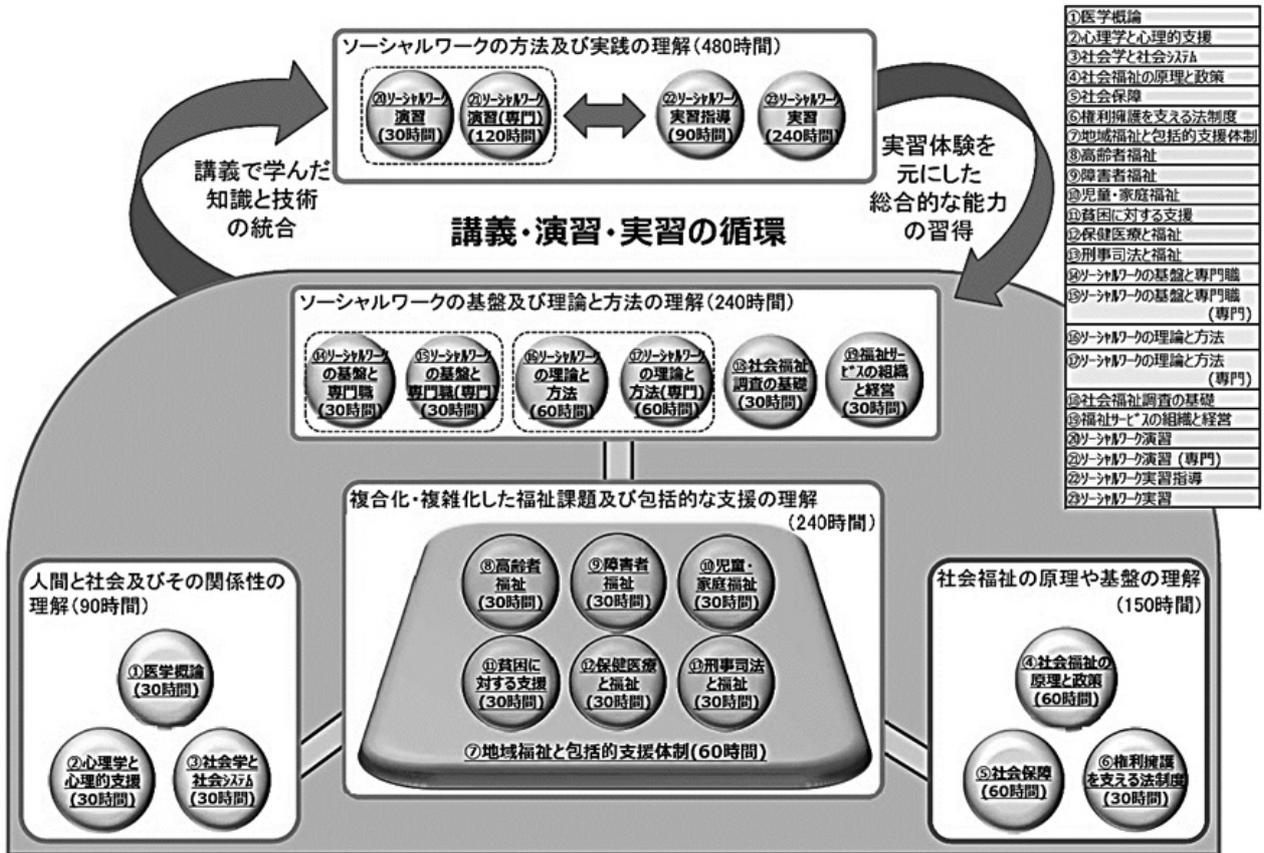 ソーシャルワークの方法及び実践の理解(480時間)
⑳ソーシャルワーク
演習
(30時間)
㉑ソーシャルワーク
演習(専門)
(120時間)
㉒ソーシャルワーク
実習指導
(90時間)
㉓ソーシャルワーク
実習
(240時間)
講義で学んだ
知識と技術
の統合
実習体験を
元にした
総合的な能力
の習得
講義・演習・実習の循環
ソーシャルワークの基盤及び理論と方法の理解(240時間)
⑭ソーシャルワーク
の基盤と
専門職
(30時間)
⑮ソーシャルワーク
の基盤と
専門職(専門)
(30時間)
⑯ソーシャルワーク
の理論と
方法
(60時間)
⑰ソーシャルワーク
の理論と
方法(専門)
(60時間)
⑱社会福祉
調査の基礎
(30時間)
⑲福祉サー
ビスの組織
と経営
(30時間)
複合化・複雑化した福祉課題及び包括的な支援の理解
(240時間)
⑧高齢者
福祉
(30時間)
⑨障害者
福祉
(30時間)
⑩児童・
家庭福祉
(30時間)
⑪貧困に
対する支援
(30時間)
⑫保健医療
と福祉
(30時間)
⑬刑事司法
と福祉
(30時間)
⑦地域福祉と包括的支援体制(60時間)
人間と社会及びその関係性の
理解(90時間)
①医学概論
(30時間)
②心理学と
心理的支援
(30時間)
③社会学と
社会システム
(30時間)
社会福祉の原理や基盤の理解
(150時間)
④社会福祉の
原理と政策
(60時間)
⑤社会保障
(60時間)
⑥権利擁護
を支える法制度
(30時間)
①医学概論
②心理学と心理的支援
③社会学と社会システム
④社会福祉の原理と政策
⑤社会保障
⑥権利擁護を支える法制度
⑦地域福祉と包括的支援体制
⑧高齢者福祉
⑨障害者福祉
⑩児童・家庭福祉
⑪貧困に対する支援
⑫保健医療と福祉
⑬刑事司法と福祉
⑭ソーシャルワークの基盤と専門職
⑮ソーシャルワークの基盤と専門職
(専門)
⑯ソーシャルワークの理論と方法
⑰ソーシャルワークの理論と方法
(専門)
⑱社会福祉調査の基礎
⑲福祉サービスの組織と経営
⑳ソーシャルワーク演習
㉑ソーシャルワーク演習(専門)
㉒ソーシャルワーク実習指導
㉓ソーシャルワーク実習